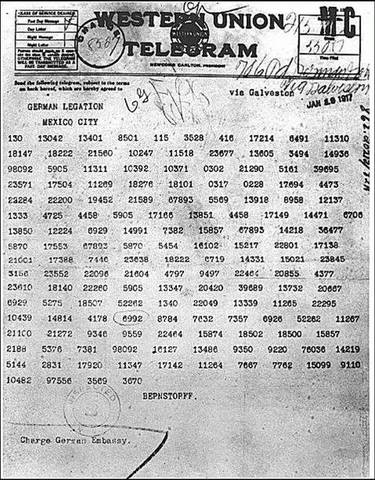 WESTERN UNION
TELEGRAM
NEWCOMB CARLTON, PRESIDENT
Send the following telegram, subject to the terms
on back hereof, which are hereby agreed to
via Galveston
JAN 19 1917
GERMAN LEGATION
MEXICO CITY
130 13042 13401 8501 115 3528 416 17214 6491 11310
18147 18222 21560 10247 11518 23677 13605 3494 14936
98092 5905 11311 10392 10371 0302 21290 5161 39695
23571 17504 11269 18276 18101 0317 0228 17694 4473
23284 22200 19452 21589 67893 5569 13918 8958 12137
1333 4725 4458 5905 17166 13851 4458 17149 14471 6706
13850 12224 6929 14991 7382 15857 67893 14218 36477
5870 17553 67893 5870 5454 16102 15217 22801 17138
21001 17388 7446 23638 18222 6719 14331 15021 23845
3156 23552 22096 21604 4797 9497 22464 20855 4377
23610 18140 22260 5905 13347 20420 39689 13732 20667
6929 5275 18507 52262 1340 22049 13339 11265 22295
10439 14814 4178 6992 8784 7632 7357 6926 52262 11267
21100 21272 9346 9559 22464 15874 18502 18500 15857
2188 5376 7381 98092 16127 13486 9350 9220 76036 14219
5144 2831 17920 11347 17142 11264 7667 7762 15099 9110
10482 97556 3569 3670
BEPNSTORFF.
Charge German Embassy.